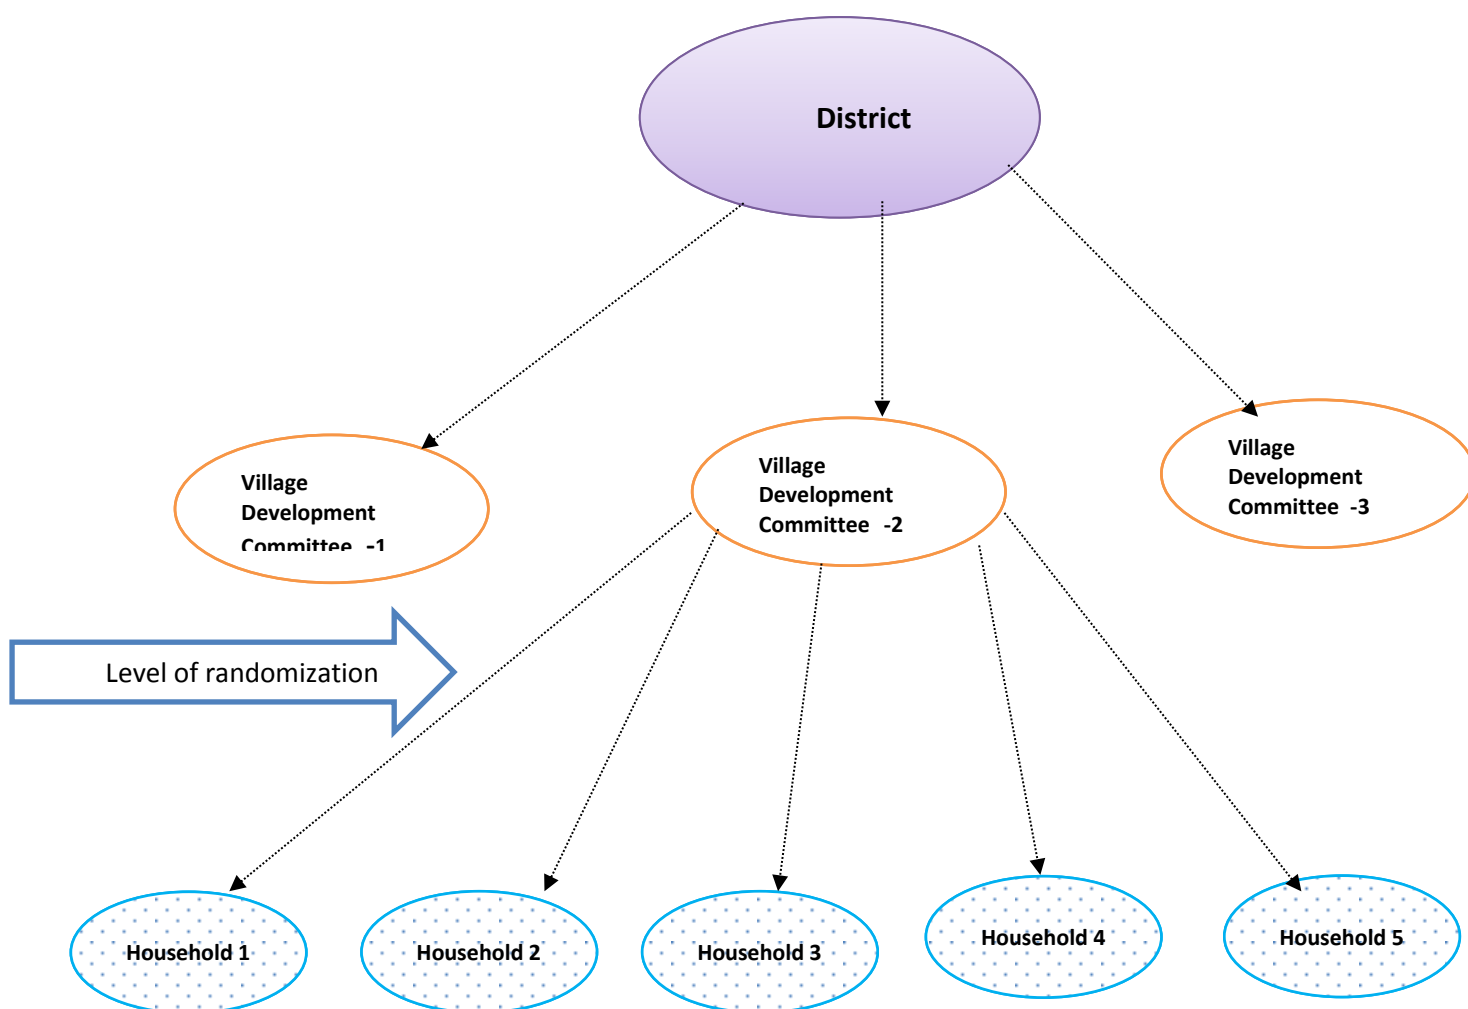 District
Village
Development
Committee -1
Village
Development
Committee -2
Village
Development
Committee -3
Level of randomization
Household 1
Household 2
Household 3
Household 4
Household 5